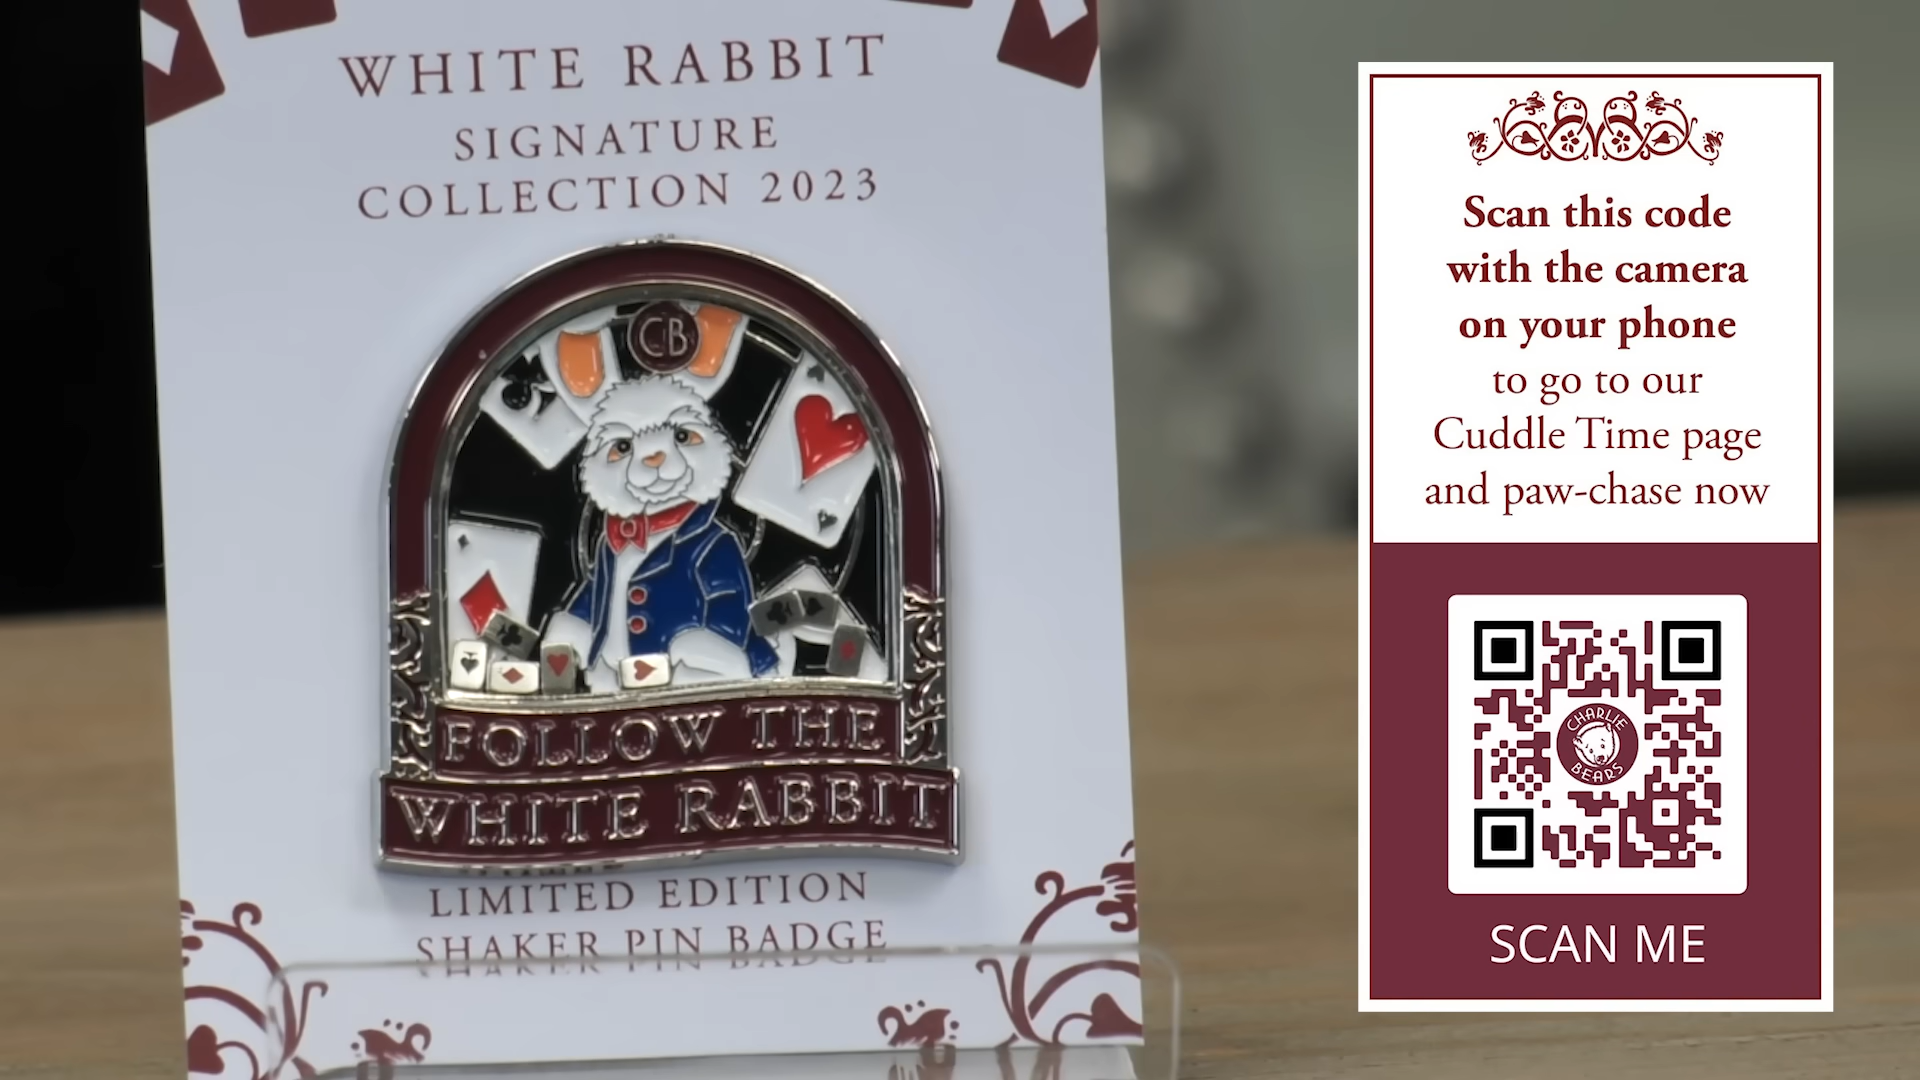 WHITE RABBIT
SIGNATURE
COLLECTION 2023
CB
FOLLOW THE
WHITE RABBIT
LIMITED EDITION
SHAKER PIN BADGE
Scan this code
with the camera
on your phone
to go to our
Cuddle Time page
and paw-chase now
CHARLIE
BEARS
SCAN ME